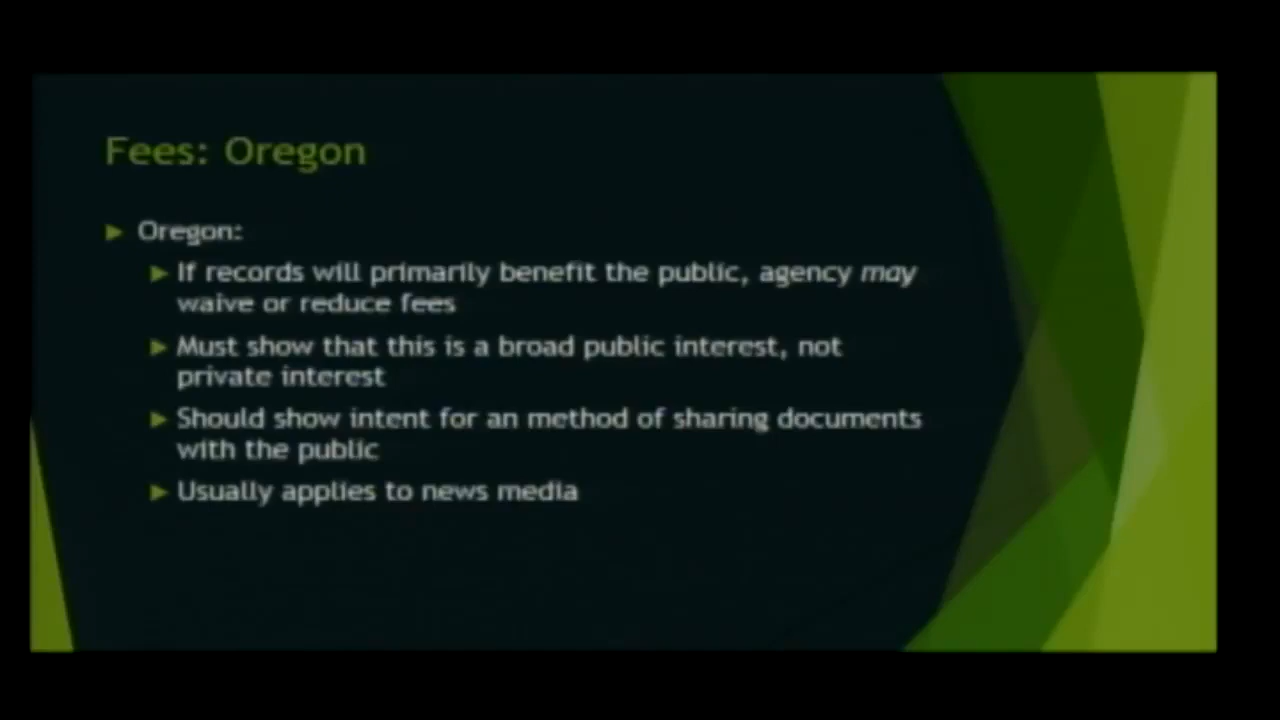 Fees: Oregon
Oregon:
If records will primarily benefit the public, agency may
waive or reduce fees
Must show that this is a broad public interest, not
private interest
Should show intent for an method of sharing documents
with the public
Usually applies to news media